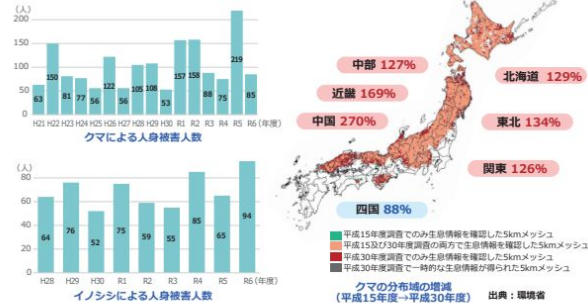 (人)
200
150
100
50
0
63
150
81
77
56
122
56
105
108
53
157
158
88
75
219
85
H21 H22 H23 H24 H25 H26 H27 H28 H29 H30 R1 R2 R3 R4 R5 R6 (年度)
クマによる人身被害人数
(人)
80
60
40
20
0
64
76
52
75
59
55
85
65
94
H28 H29 H30 R1 R2 R3 R4 R5 R6 (年度)
イノシシによる人身被害人数
中部 127%
北海道 129%
近畿 169%
中国 270%
東北 134%
関東 126%
四国 88%
平成15年度調査でのみ生息情報を確認した5kmメッシュ
平成15及び30年度調査の両方で生息情報を確認した5kmメッシュ
平成30年度調査でのみ生息情報を確認した5kmメッシュ
平成30年度調査で一時的な生息情報が得られた5kmメッシュ
クマの分布域の増減
(平成15年度→平成30年度)
出典:環境省